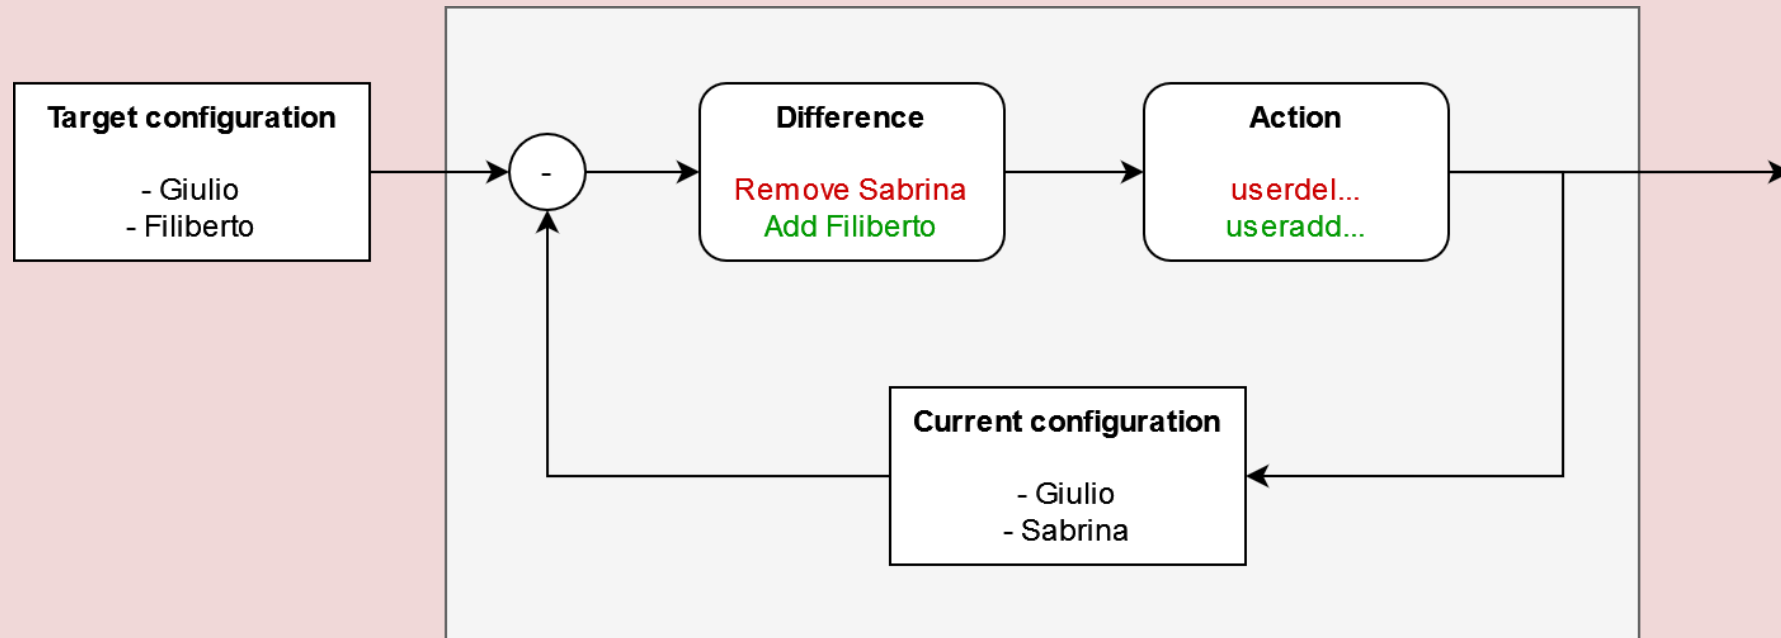 Target configuration
- Giulio
- Filiberto
-
Difference
Remove Sabrina
Add Filiberto
Action
userdel...
useradd...
Current configuration
- Giulio
- Sabrina